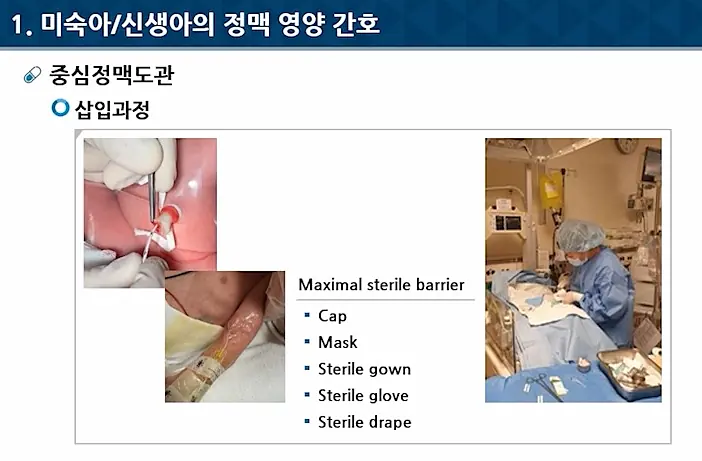 1. 미숙아/신생아의 정맥 영양 간호
중심정맥도관
삽입과정
Maximal sterile barrier
Cap
Mask
Sterile gown
Sterile glove
Sterile drape